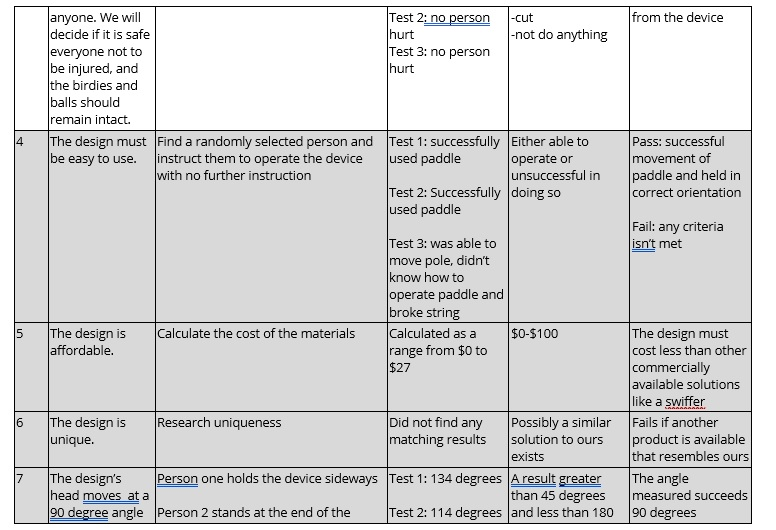 anyone. We will
decide if it is safe
everyone not to
be injured, and
the birdies and
balls should
remain intact.
Test 2: no person
hurt
Test 3: no person
hurt
-cut
-not do anything
from the device
4
The design must
be easy to use.
Find a randomly selected person and
instruct them to operate the device
with no further instruction
Test 1: successfully
used paddle
Test 2: Successfully
used paddle
Test 3: was able to
move pole, didn't
know how to
operate paddle and
broke string
Either able to
operate or
unsuccessful in
doing so
Pass: successful
movement of
paddle and held in
correct orientation
Fail: any criteria
isn't met
5
The design is
affordable.
Calculate the cost of the materials
Calculated as a
range from $0 to
$27
$0-$100
The design must
cost less than other
commercially
available solutions
like a swiffer
6
The design is
unique.
Research uniqueness
Did not find any
matching results
Possibly a similar
solution to ours
exists
Fails if another
product is available
that resembles ours
7
The design's
head moves at a
90 degree angle
Person one holds the device sideways
Person 2 stands at the end of the
Test 1: 134 degrees
Test 2: 114 degrees
A result greater
than 45 degrees
and less than 180
The angle
measured succeeds
90 degrees